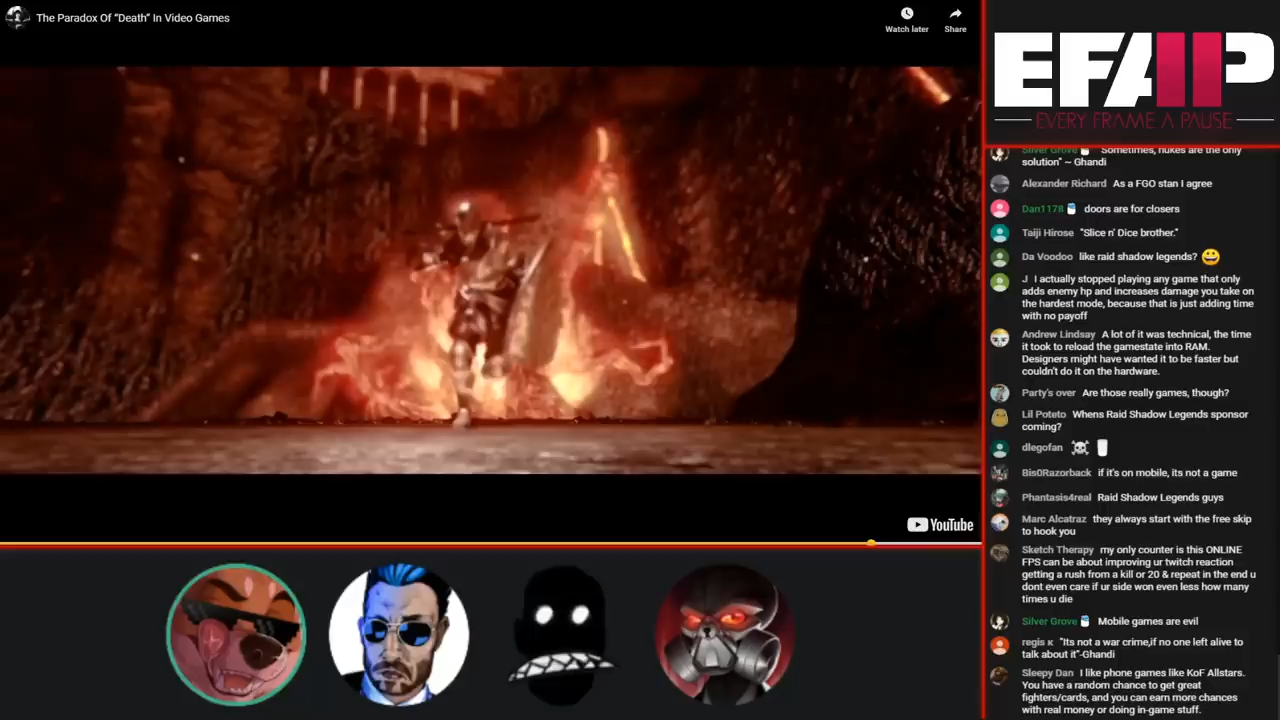 The Paradox Of “Death” In Video Games
Watch later
Share
YouTube
EFAP
EVERY FRAME A PAUSE
Silver Grove "Sometimes, nukes are the only
solution" ~ Ghandi
Alexander Richard As a FGO stan I agree
Dan1178 doors are for closers
Taiji Hirose "Slice n' Dice brother."
Da Voodoo like raid shadow legends?
J I actually stopped playing any game that only
adds enemy hp and increases damage you take on
the hardest mode, because that is just adding time
with no payoff
Andrew Lindsay A lot of it was technical, the time
it took to reload the gamestate into RAM.
Designers might have wanted it to be faster but
couldn't do it on the hardware.
Party's over Are those really games, though?
Lil Poteto Whens Raid Shadow Legends sponsor
coming?
dlegofan
Bis0Razorback if it's on mobile, its not a game
Phantasis4real Raid Shadow Legends guys
Marc Alcatraz they always start with the free skip
to hook you
Sketch Therapy my only counter is this ONLINE
FPS can be about improving ur twitch reaction
getting a rush from a kill or 20 & repeat in the end u
dont even care if ur side won even less how many
times u die
Silver Grove Mobile games are evil
regis к "Its not a war crime,if no one left alive to
talk about it"-Ghandi
Sleepy Dan I like phone games like KoF Allstars.
You have a random chance to get great
fighters/cards, and you can earn more chances
with real money or doing in-game stuff.